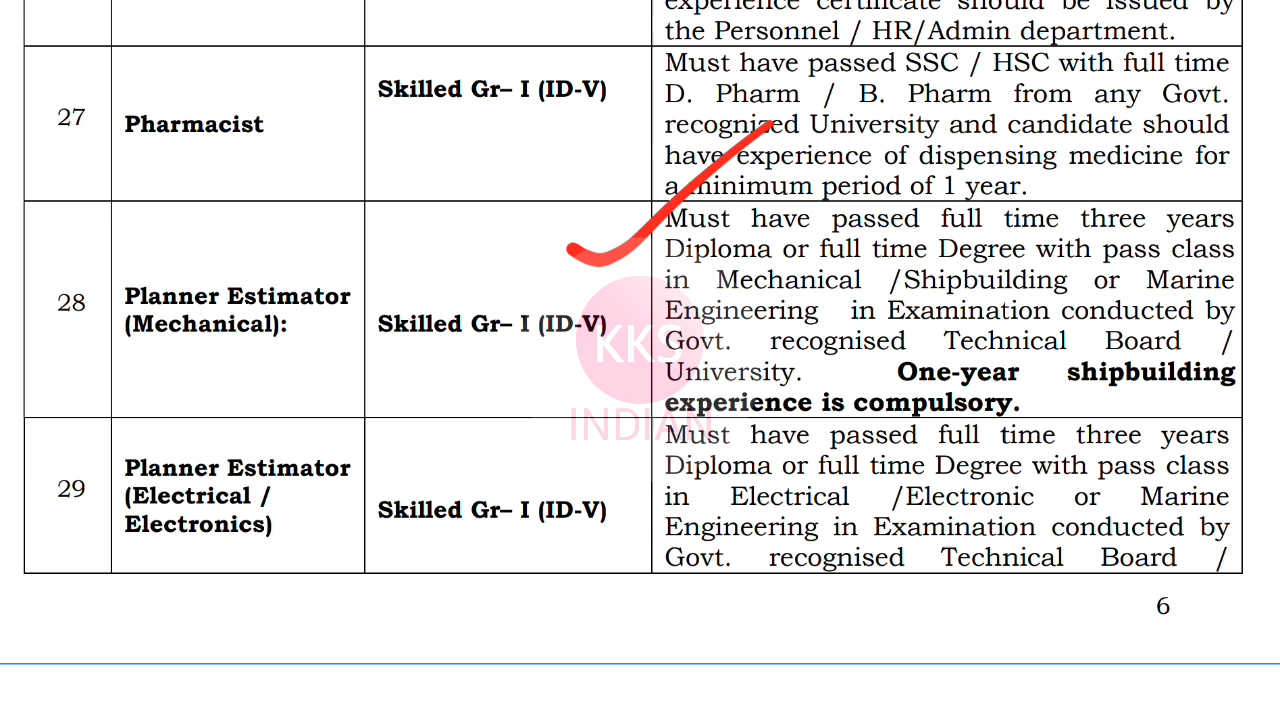 experience certificate should be issued by
the Personnel / HR/Admin department.
27
Pharmacist
Skilled Gr– I (ID-V)
Must have passed SSC / HSC with full time
D. Pharm / B. Pharm from any Govt.
recognized University and candidate should
have experience of dispensing medicine for
a minimum period of 1 year.
28
Planner Estimator
(Mechanical):
Skilled Gr– I (ID-V)
Must have passed full time three years
Diploma or full time Degree with pass class
in Mechanical /Shipbuilding or Marine
Engineering in Examination conducted by
Govt. recognised Technical Board /
University. One-year shipbuilding
experience is compulsory.
KKS
INDIAN
29
Planner Estimator
(Electrical /
Electronics)
Skilled Gr– I (ID-V)
Must have passed full time three years
Diploma or full time Degree with pass class
in Electrical /Electronic or Marine
Engineering in Examination conducted by
Govt. recognised Technical Board /
6